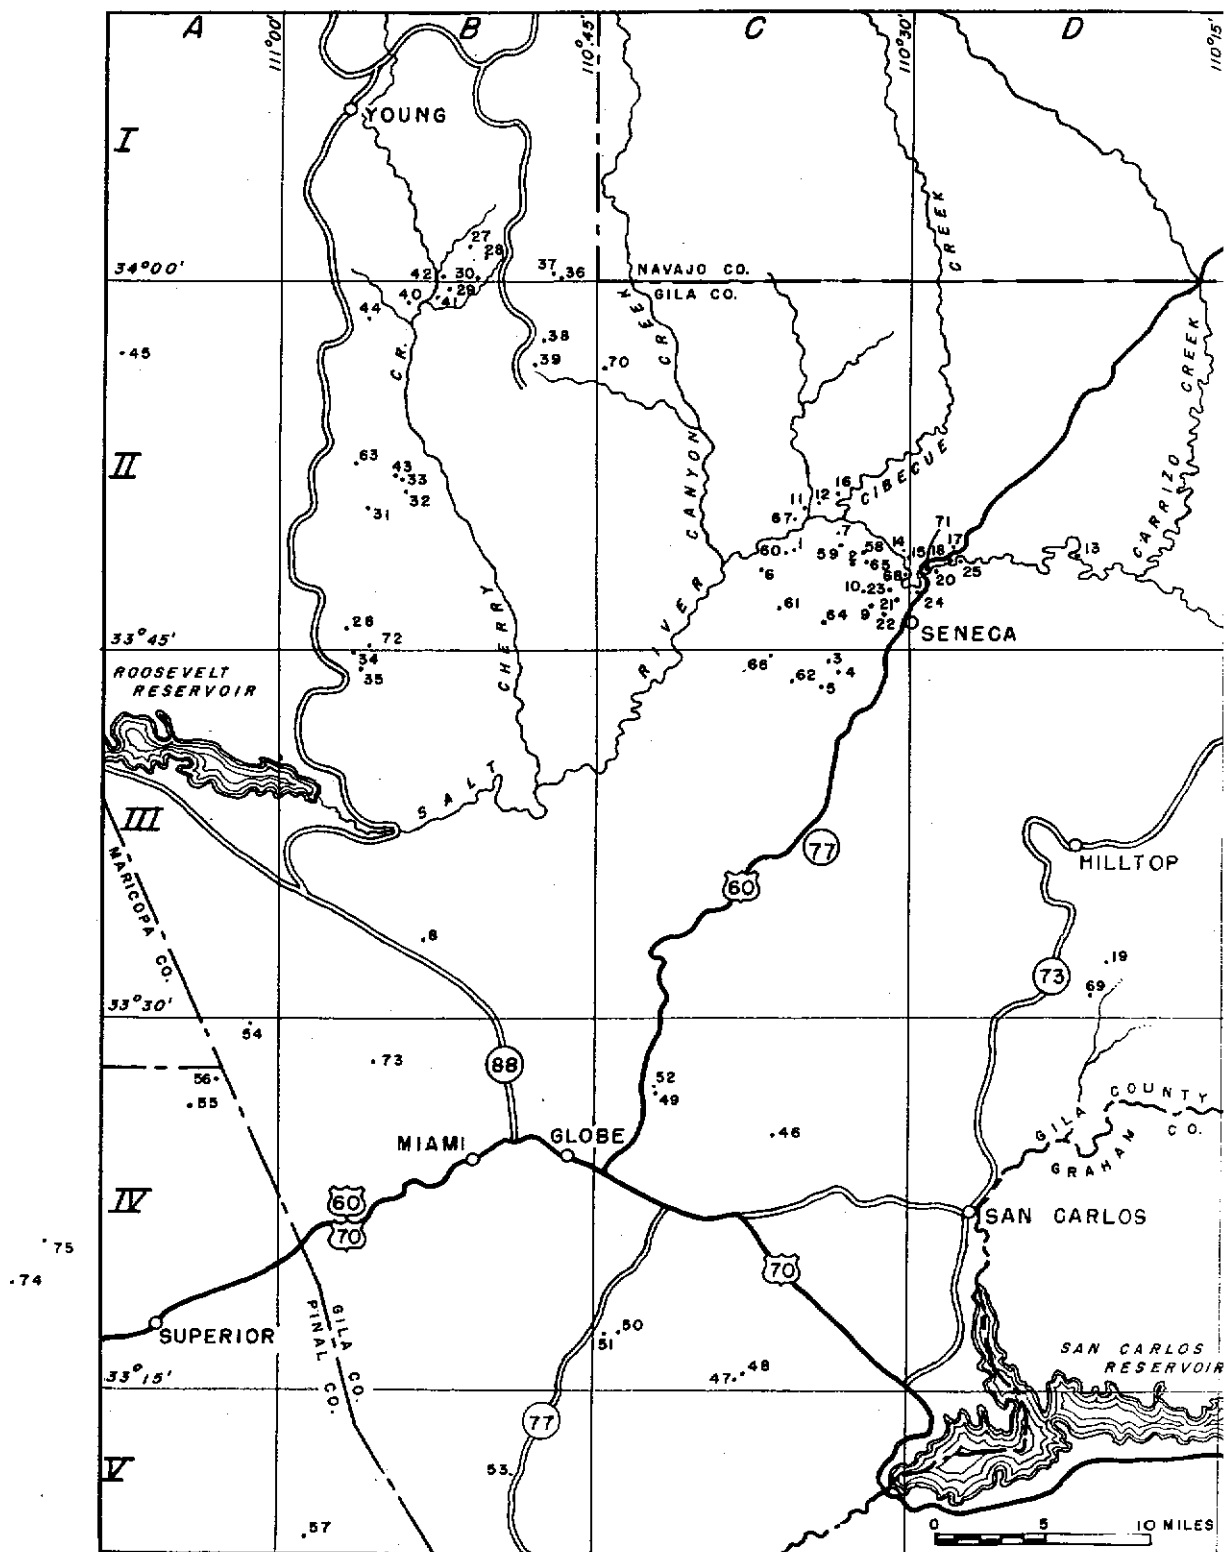 A
111°00'
B
110°45'
C
110°30'
D
110°15'
YOUNG
I
CREEK
27
28
34°00'
42
30
37
36
NAVAJO CO.
GILA CO.
40
41
29
44
CREEK
45
38
39
70
CR.
CREEK
II
63
43
33
32
31
CANYON
CARRIZO
16
11
12
CIBECUE
67
7
71
60
1
59
2
58
14
15
18
17
13
6
65
68
20
25
10
23
61
64
9
21
24
22
SENECA
26
72
33°45'
34
35
CHERRY
RIVER
66
3
62
4
5
ROOSEVELT
RESERVOIR
SALT
III
77
HILLTOP
60
MARICOPA CO.
8
19
73
69
33°30'
54
73
88
56
55
52
49
GILA
COUNTY
GRAHAM
CO.
MIAMI
GLOBE
46
IV
60
70
SAN CARLOS
75
74
70
SUPERIOR
GILA CO.
PINAL CO.
50
51
SAN CARLOS
RESERVOIR
33°15'
47
48
77
V
53
57
0
5
10 MILES